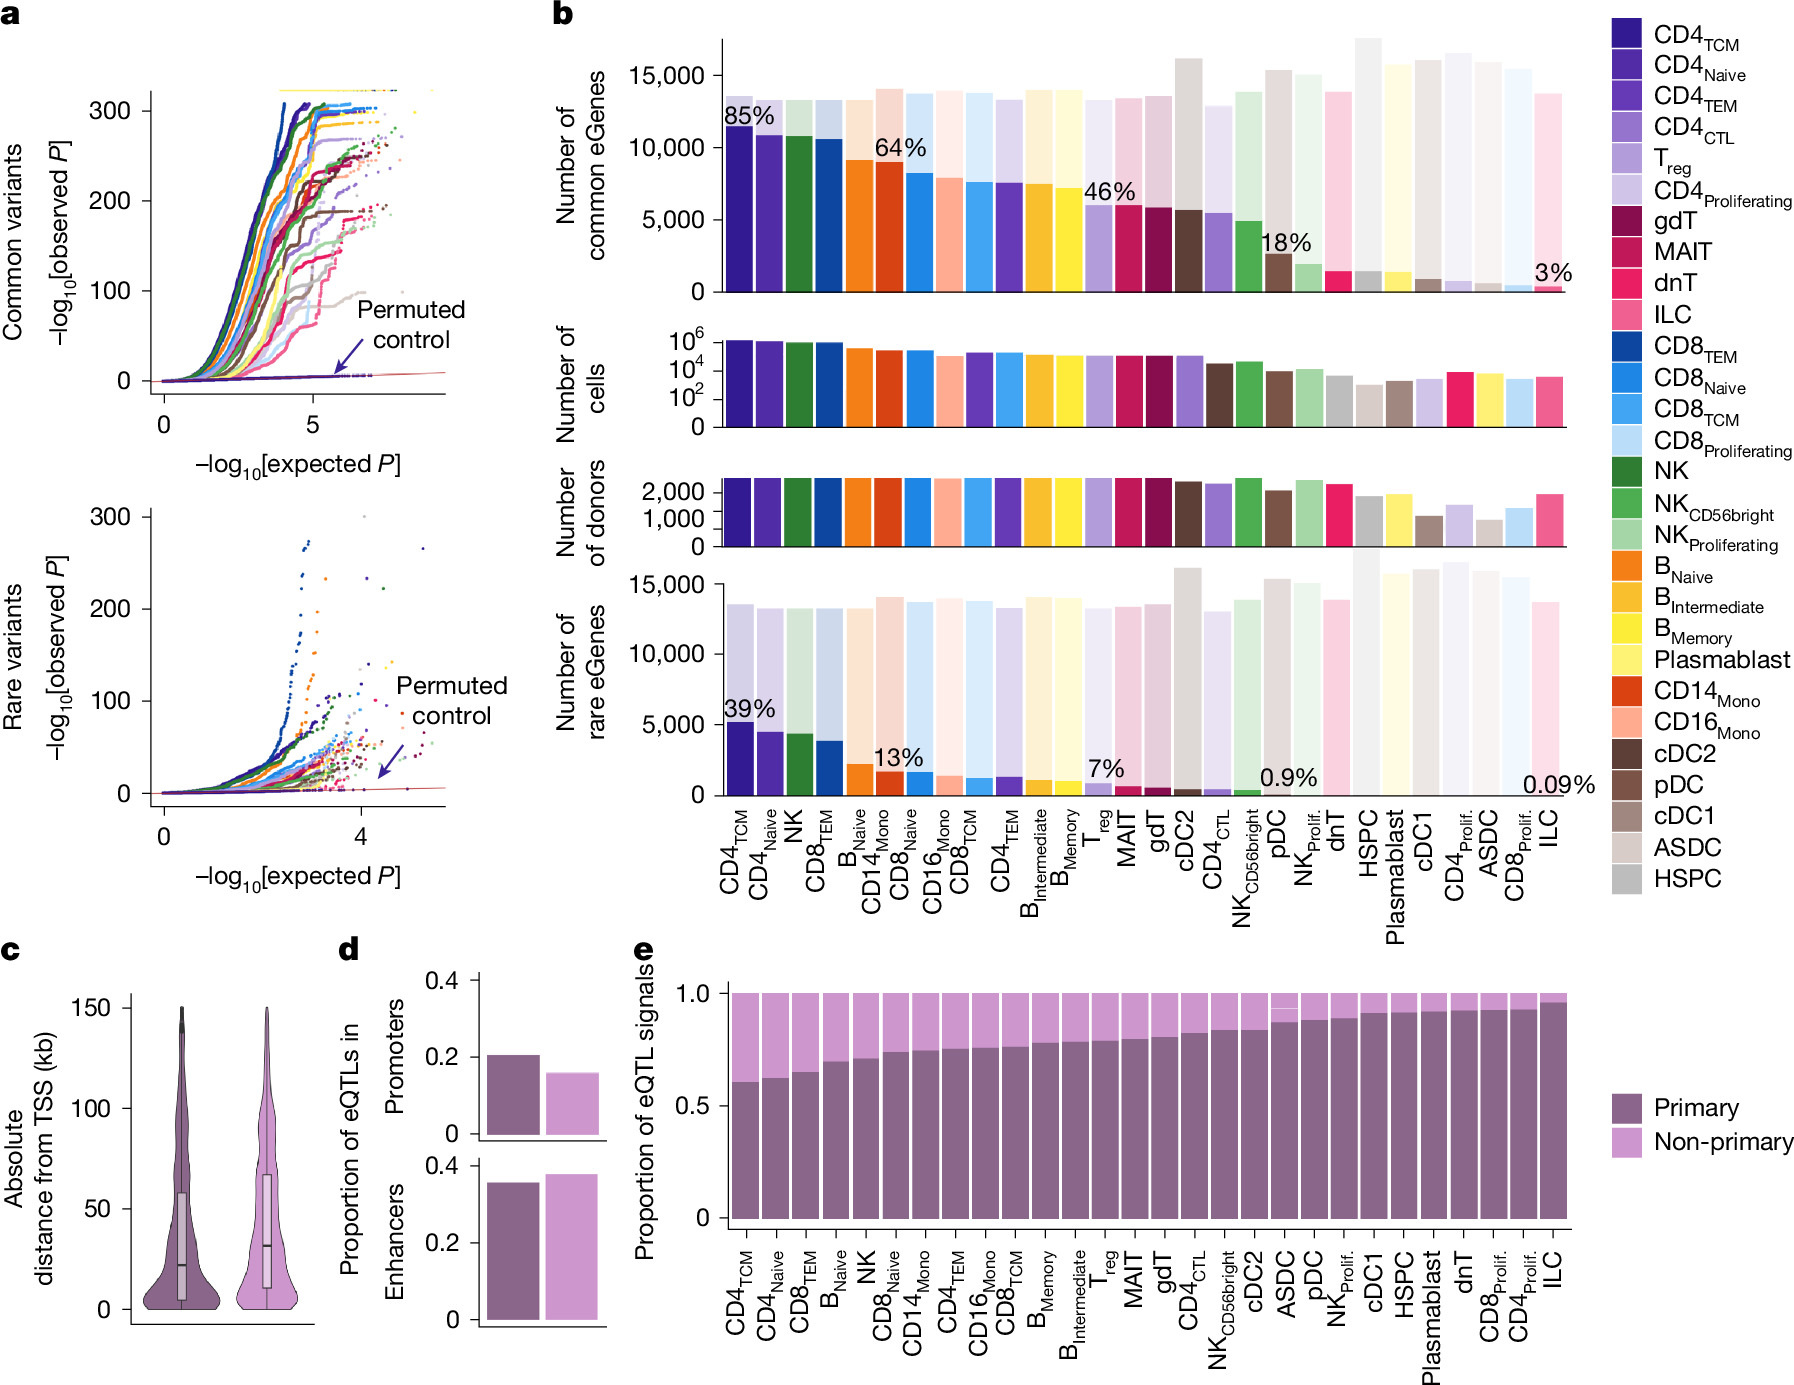 a
Common variants
–log10[observed P]
300
200
100
0
Permuted
control
0
5
–log10[expected P]
Rare variants
–log10[observed P]
300
200
100
0
Permuted
control
0
4
–log10[expected P]
b
Number of
common eGenes
15,000
10,000
5,000
0
85%
64%
46%
18%
3%
Number of
cells
10^6
10^4
10^2
0
Number
of donors
2,000
1,000
0
Number of
rare eGenes
15,000
10,000
5,000
0
39%
13%
7%
0.9%
0.09%
CD4TCM
CD4Naive
NK
CD8TEM
BNaive
CD14Mono
CD8Naive
CD16Mono
CD8TCM
CD4TEM
BIntermediate
BMemory
Treg
MAIT
gdT
cDC2
CD4CTL
NKCD56bright
pDC
NKProlif.
dnT
HSPC
Plasmablast
cDC1
CD4Prolif.
ASDC
CD8Prolif.
ILC
CD4TCM
CD4Naive
CD4TEM
CD4CTL
Treg
CD4Proliferating
gdT
MAIT
dnT
ILC
CD8TEM
CD8Naive
CD8TCM
CD8Proliferating
NK
NKCD56bright
NKProliferating
BNaive
BIntermediate
BMemory
Plasmablast
CD14Mono
CD16Mono
cDC2
pDC
cDC1
ASDC
HSPC
c
Absolute
distance from TSS (kb)
150
100
50
0
d
Proportion of eQTLs in
Promoters
0.4
0.2
0
Enhancers
0.4
0.2
0
e
Proportion of eQTL signals
1.0
0.5
0
CD4TCM
CD4Naive
CD8TEM
BNaive
NK
CD8Naive
CD14Mono
CD4TEM
CD16Mono
CD8TCM
BMemory
BIntermediate
Treg
MAIT
gdT
CD4CTL
NKCD56bright
cDC2
ASDC
pDC
NKProlif.
cDC1
HSPC
Plasmablast
dnT
CD8Prolif.
CD4Prolif.
ILC
Primary
Non-primary